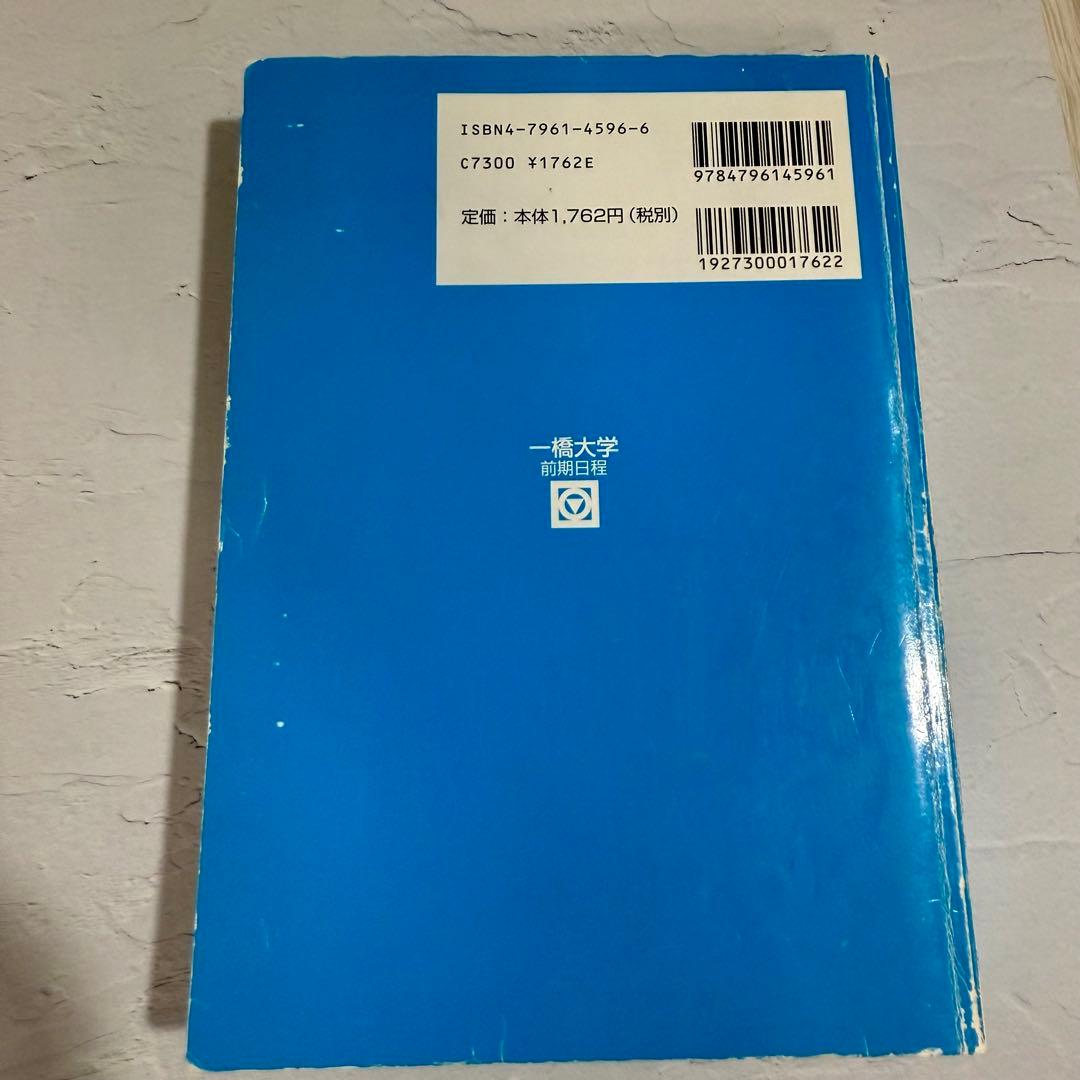 ISBN4-7961-4596-6
C7300 ¥1762E
定価：本体1,762円（税別）
9784796145961
1927300017622
一橋大学
前期日程